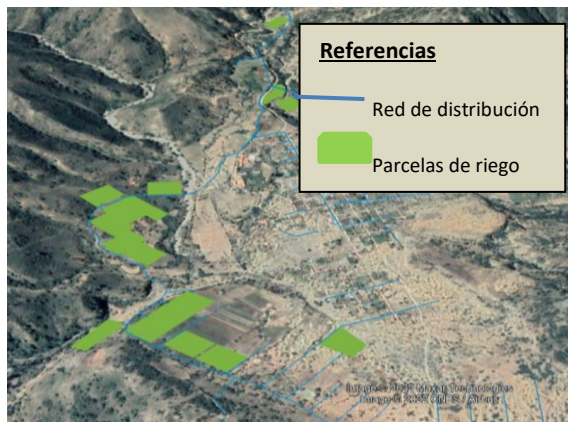 Referencias
Red de distribución
Parcelas de riego